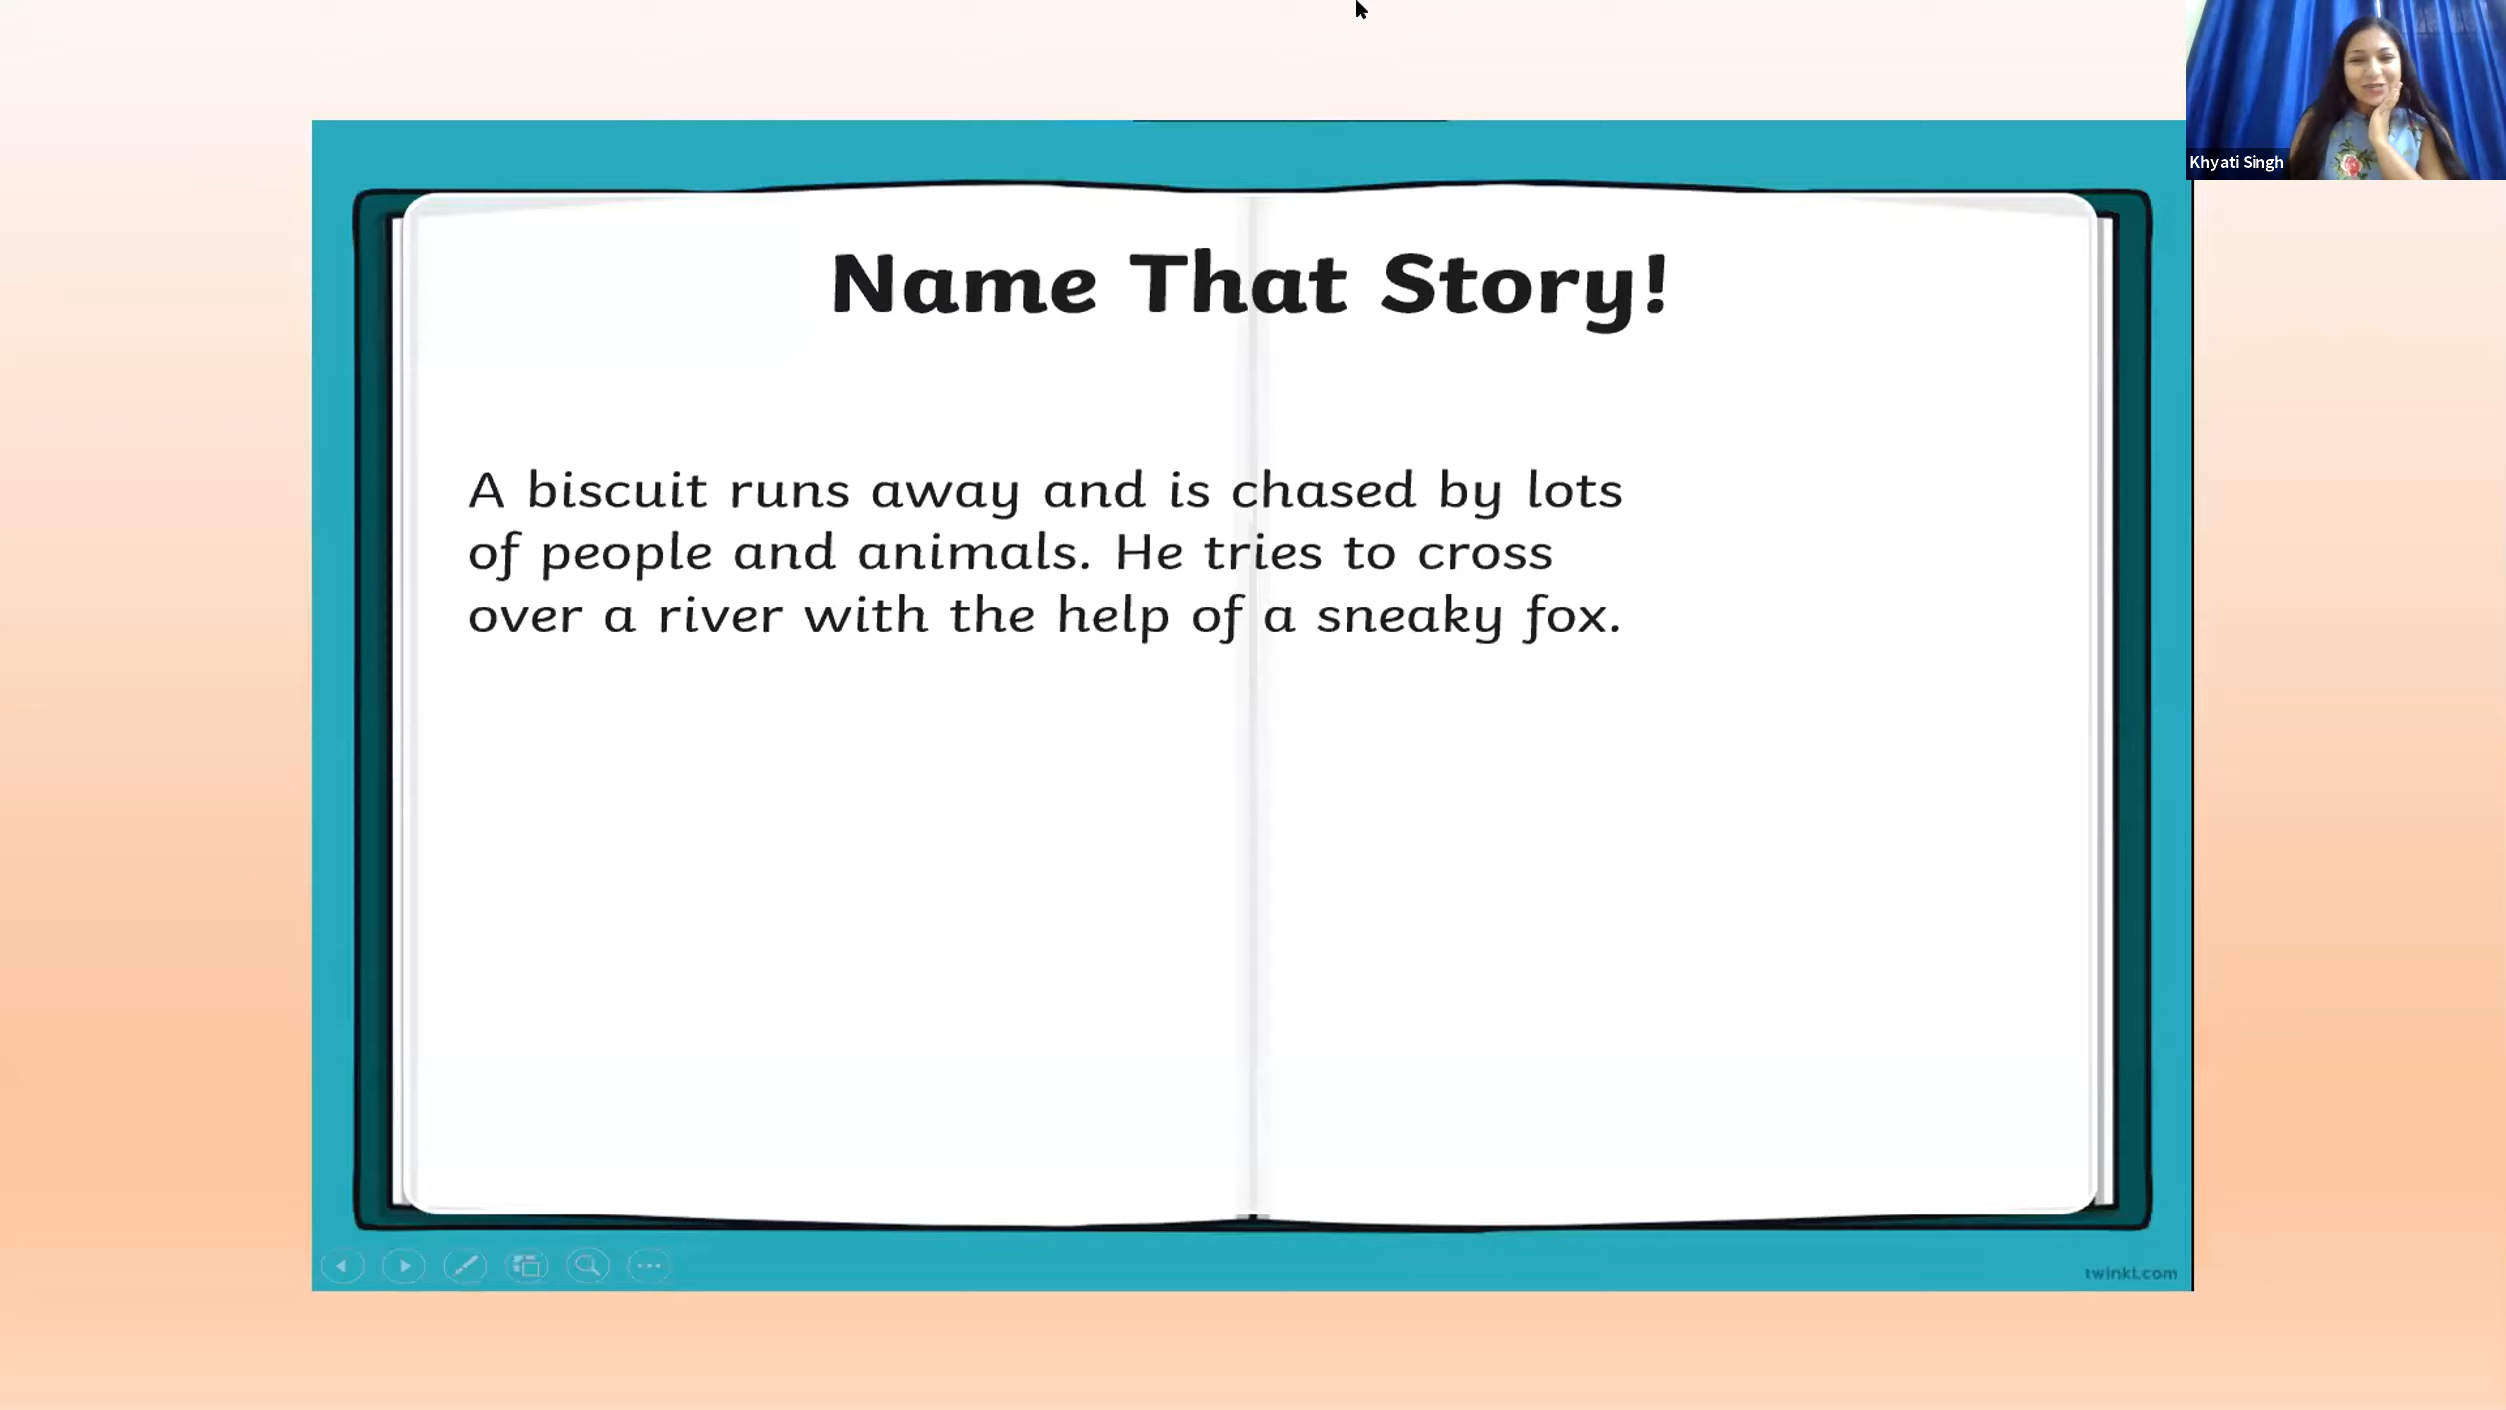 Khyati Singh
Name That Story!
A biscuit runs away and is chased by lots
of people and animals. He tries to cross
over a river with the help of a sneaky fox.
twinkl.com